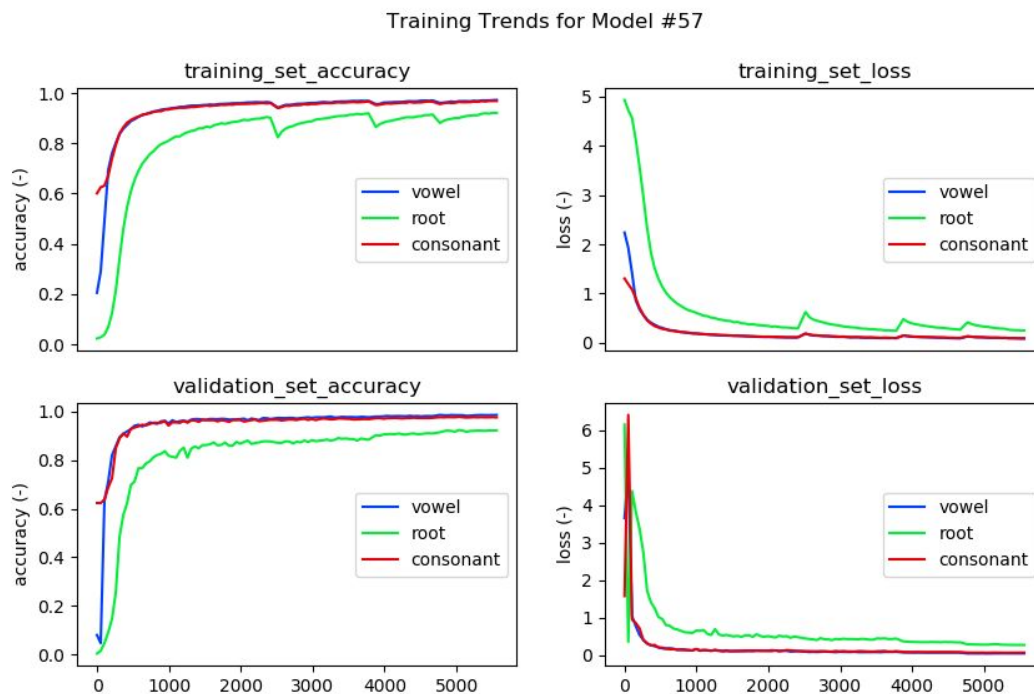 Training Trends for Model #57
training_set_accuracy
1.0
0.8
0.6
0.4
0.2
0.0
accuracy (-)
vowel
root
consonant
training_set_loss
5
4
3
2
1
0
loss (-)
vowel
root
consonant
validation_set_accuracy
1.0
0.8
0.6
0.4
0.2
0.0
accuracy (-)
vowel
root
consonant
0 1000 2000 3000 4000 5000
validation_set_loss
6
5
4
3
2
1
0
loss (-)
vowel
root
consonant
0 1000 2000 3000 4000 5000